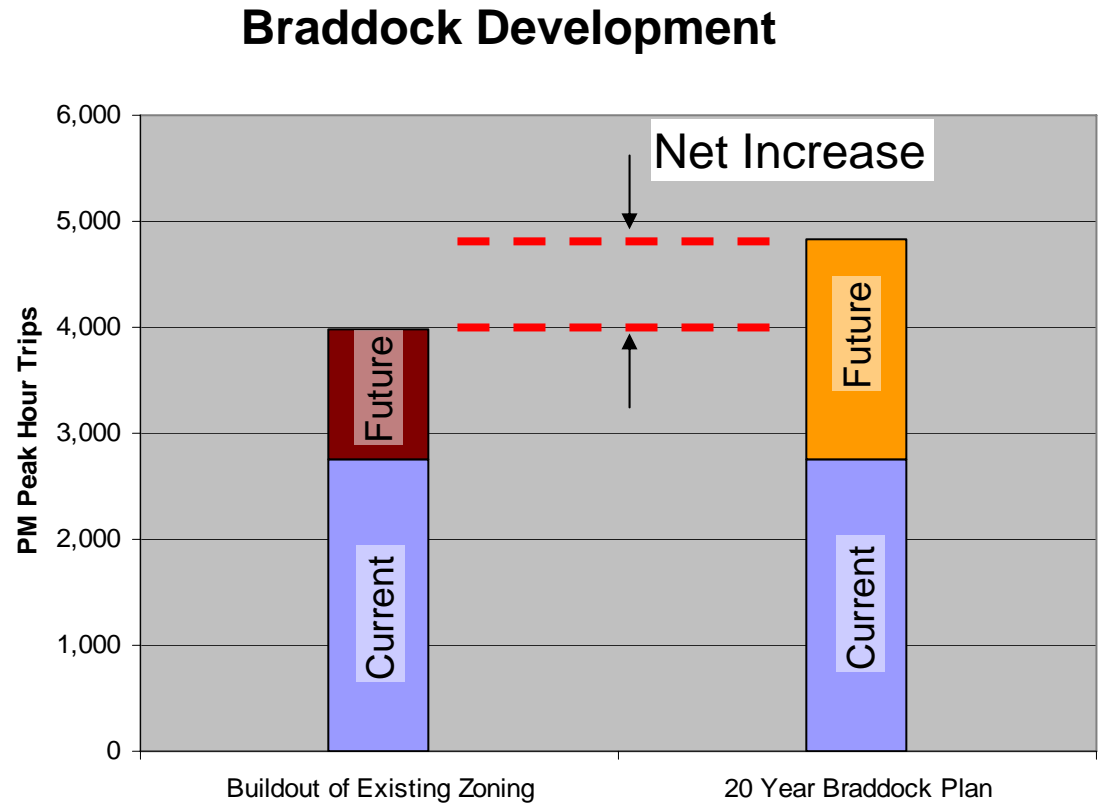 Braddock Development
6,000
5,000
4,000
3,000
2,000
1,000
0
PM Peak Hour Trips
Net Increase
Future
Current
Future
Current
Buildout of Existing Zoning
20 Year Braddock Plan